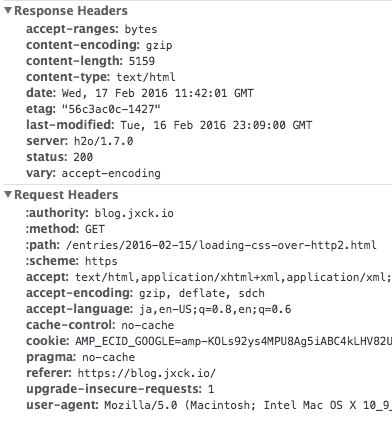 Response Headers
accept-ranges: bytes
content-encoding: gzip
content-length: 5159
content-type: text/html
date: Wed, 17 Feb 2016 11:42:01 GMT
etag: "56c3ac0c-1427"
last-modified: Tue, 16 Feb 2016 23:09:00 GMT
server: h2o/1.7.0
status: 200
vary: accept-encoding
Request Headers
:authority: blog.jxck.io
:method: GET
:path: /entries/2016-02-15/loading-css-over-http2.html
:scheme: https
accept: text/html,application/xhtml+xml,application/xml;
accept-encoding: gzip, deflate, sdch
accept-language: ja,en-US;q=0.8,en;q=0.6
cache-control: no-cache
cookie: AMP_ECID_GOOGLE=amp-KOLs92ys4MPU8Ag5iABC4kLHV82U
pragma: no-cache
referer: https://blog.jxck.io/
upgrade-insecure-requests: 1
user-agent: Mozilla/5.0 (Macintosh; Intel Mac OS X 10_9_